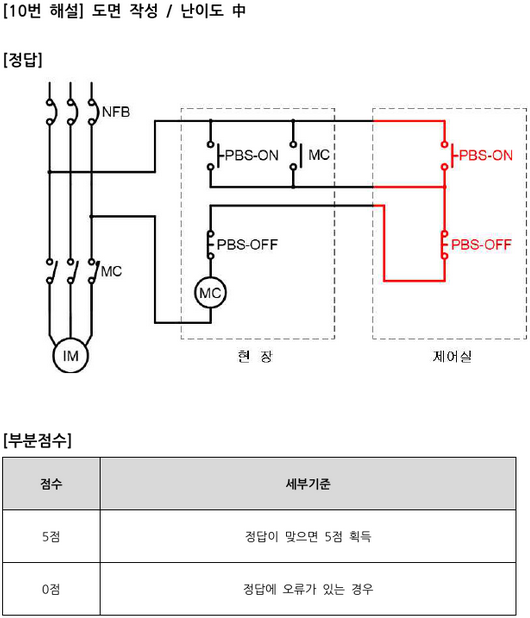 [10번 해설] 도면 작성 / 난이도 中
[정답]
NFB
PBS-ON
MC
PBS-ON
PBS-OFF
PBS-OFF
MC
MC
IM
현 장
제어실
[부분점수]
점수 세부기준
5점 정답이 맞으면 5점 획득
0점 정답에 오류가 있는 경우